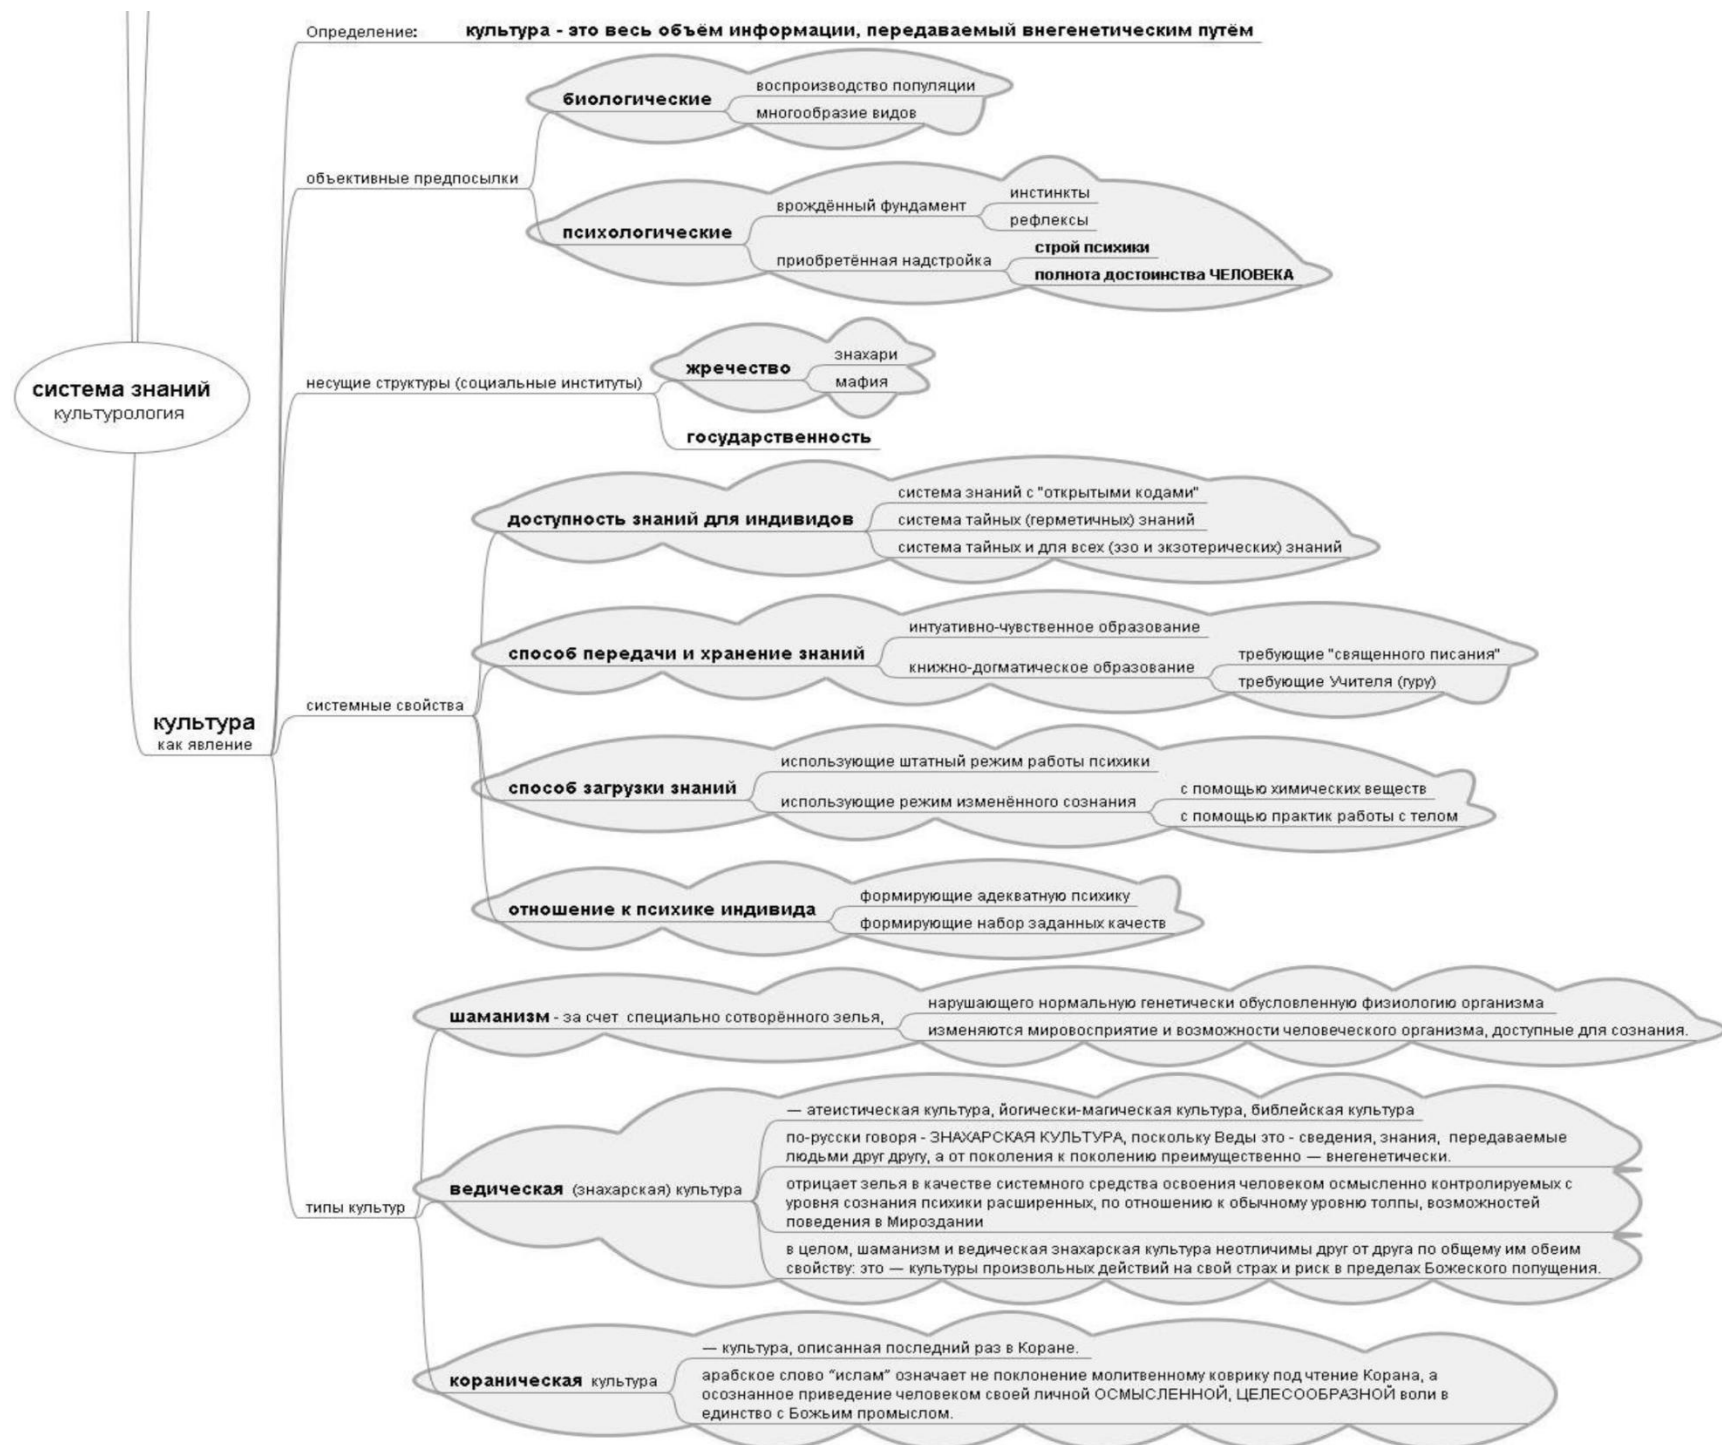 Определение: культура - это весь объём информации, передаваемый внегенетическим путём
биологические
воспроизводство популяции
многообразие видов
объективные предпосылки
психологические
врождённый фундамент
инстинкты
рефлексы
приобретённая надстройка
строй психики
полнота достоинства ЧЕЛОВЕКА
система знаний
культурология
несущие структуры (социальные институты)
жречество
знахари
мафия
государственность
доступность знаний для индивидов
система знаний с "открытыми кодами"
система тайных (герметичных) знаний
система тайных и для всех (эзо и экзотерических) знаний
способ передачи и хранение знаний
интуативно-чувственное образование
книжно-догматическое образование
требующие "священного писания"
требующие Учителя (гуру)
культура
как явление
системные свойства
способ загрузки знаний
использующие штатный режим работы психики
использующие режим изменённого сознания
с помощью химических веществ
с помощью практик работы с телом
отношение к психике индивида
формирующие адекватную психику
формирующие набор заданных качеств
типы культур
шаманизм - за счет специально сотворённого зелья,
нарушающего нормальную генетически обусловленную физиологию организма
изменяются мировосприятие и возможности человеческого организма, доступные для сознания.
ведическая (знахарская) культура
— атеистическая культура, йогически-магическая культура, библейская культура
по-русски говоря - ЗНАХАРСКАЯ КУЛЬТУРА, поскольку Веды это - сведения, знания, передаваемые
людьми друг другу, а от поколения к поколению преимущественно — внегенетически.
отрицает зелья в качестве системного средства освоения человеком осмысленно контролируемых с
уровня сознания психики расширенных, по отношению к обычному уровню толпы, возможностей
поведения в Мироздании
в целом, шаманизм и ведическая знахарская культура неотличимы друг от друга по общему им обеим
свойству: это — культуры произвольных действий на свой страх и риск в пределах Божеского попущения.
кораническая культура
— культура, описанная последний раз в Коране.
арабское слово “ислам” означает не поклонение молитвенному коврику под чтение Корана, а
осознанное приведение человеком своей личной ОСМЫСЛЕННОЙ, ЦЕЛЕСООБРАЗНОЙ воли в
единство с Божьим промыслом.